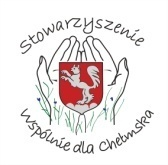 Stowarzyszenie
Wspólnie dla Chełmska